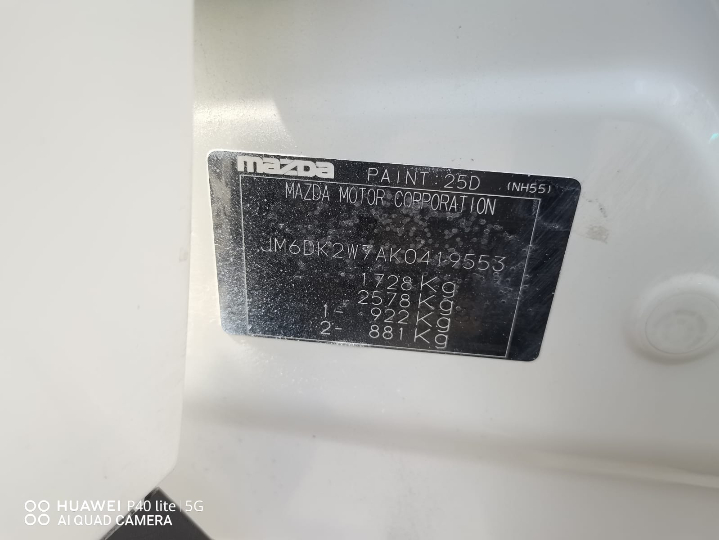 mazda PAINT : 25D (NH55)
MAZDA MOTOR CORPORATION
JM6DK2W7AK0419553
1728 Kg
2578 Kg
1- 922 Kg
2- 881 Kg
HUAWEI P40 lite 5G
AI QUAD CAMERA